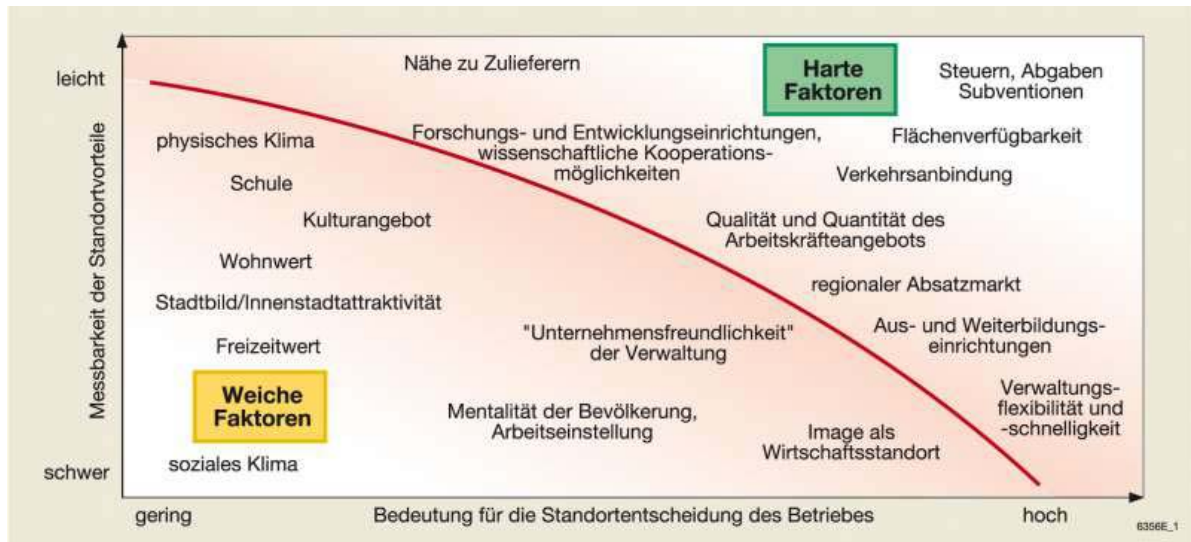 Messbarkeit der Standortvorteile
leicht
schwer
Nähe zu Zulieferern
Harte
Faktoren
Steuern, Abgaben
Subventionen
physisches Klima
Forschungs- und Entwicklungseinrichtungen,
wissenschaftliche Kooperations-
möglichkeiten
Flächenverfügbarkeit
Verkehrsanbindung
Schule
Kulturangebot
Qualität und Quantität des
Arbeitskräfteangebots
Wohnwert
regionaler Absatzmarkt
Stadtbild/Innenstadtattraktivität
"Unternehmensfreundlichkeit"
der Verwaltung
Aus- und Weiterbildungs-
einrichtungen
Freizeitwert
Weiche
Faktoren
Mentalität der Bevölkerung,
Arbeitseinstellung
Image als
Wirtschaftsstandort
Verwaltungs-
flexibilität und
-schnelligkeit
soziales Klima
gering
Bedeutung für die Standortentscheidung des Betriebes
hoch
6356E_1